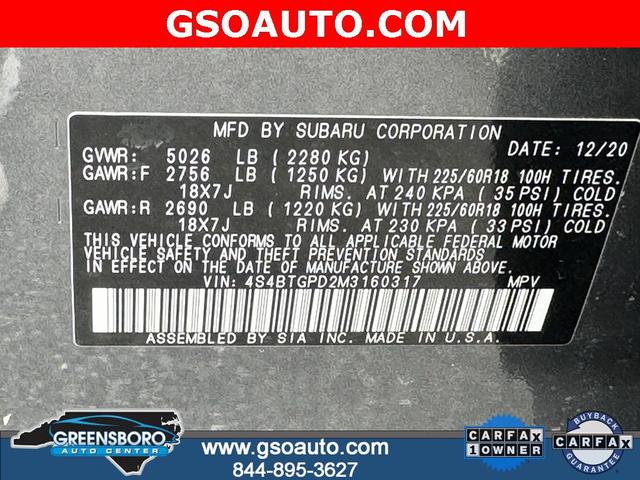 GSOAUTO.COM
MFD BY SUBARU CORPORATION DATE: 12/20
GVWR: 5026 LB ( 2280 KG)
GAWR:F 2756 LB ( 1250 KG) WITH 225/60R18 100H TIRES.
18X7J RIMS. AT 240 KPA ( 35 PSI) COLD
GAWR:R 2690 LB ( 1220 KG) WITH 225/60R18 100H TIRES.
18X7J RIMS. AT 230 KPA ( 33 PSI) COLD
THIS VEHICLE CONFORMS TO ALL APPLICABLE FEDERAL MOTOR
VEHICLE SAFETY AND THEFT PREVENTION STANDARDS IN EFFECT
ON THE DATE OF MANUFACTURE SHOWN ABOVE.
VIN: 4S4BTGPD2M3160317 MPV
ASSEMBLED BY SIA INC. MADE IN U.S.A.
GREENSBORO
AUTO CENTER
www.gsoauto.com
844-895-3627
CARFAX
1 OWNER
BUYBACK
CARFAX
GUARANTEE